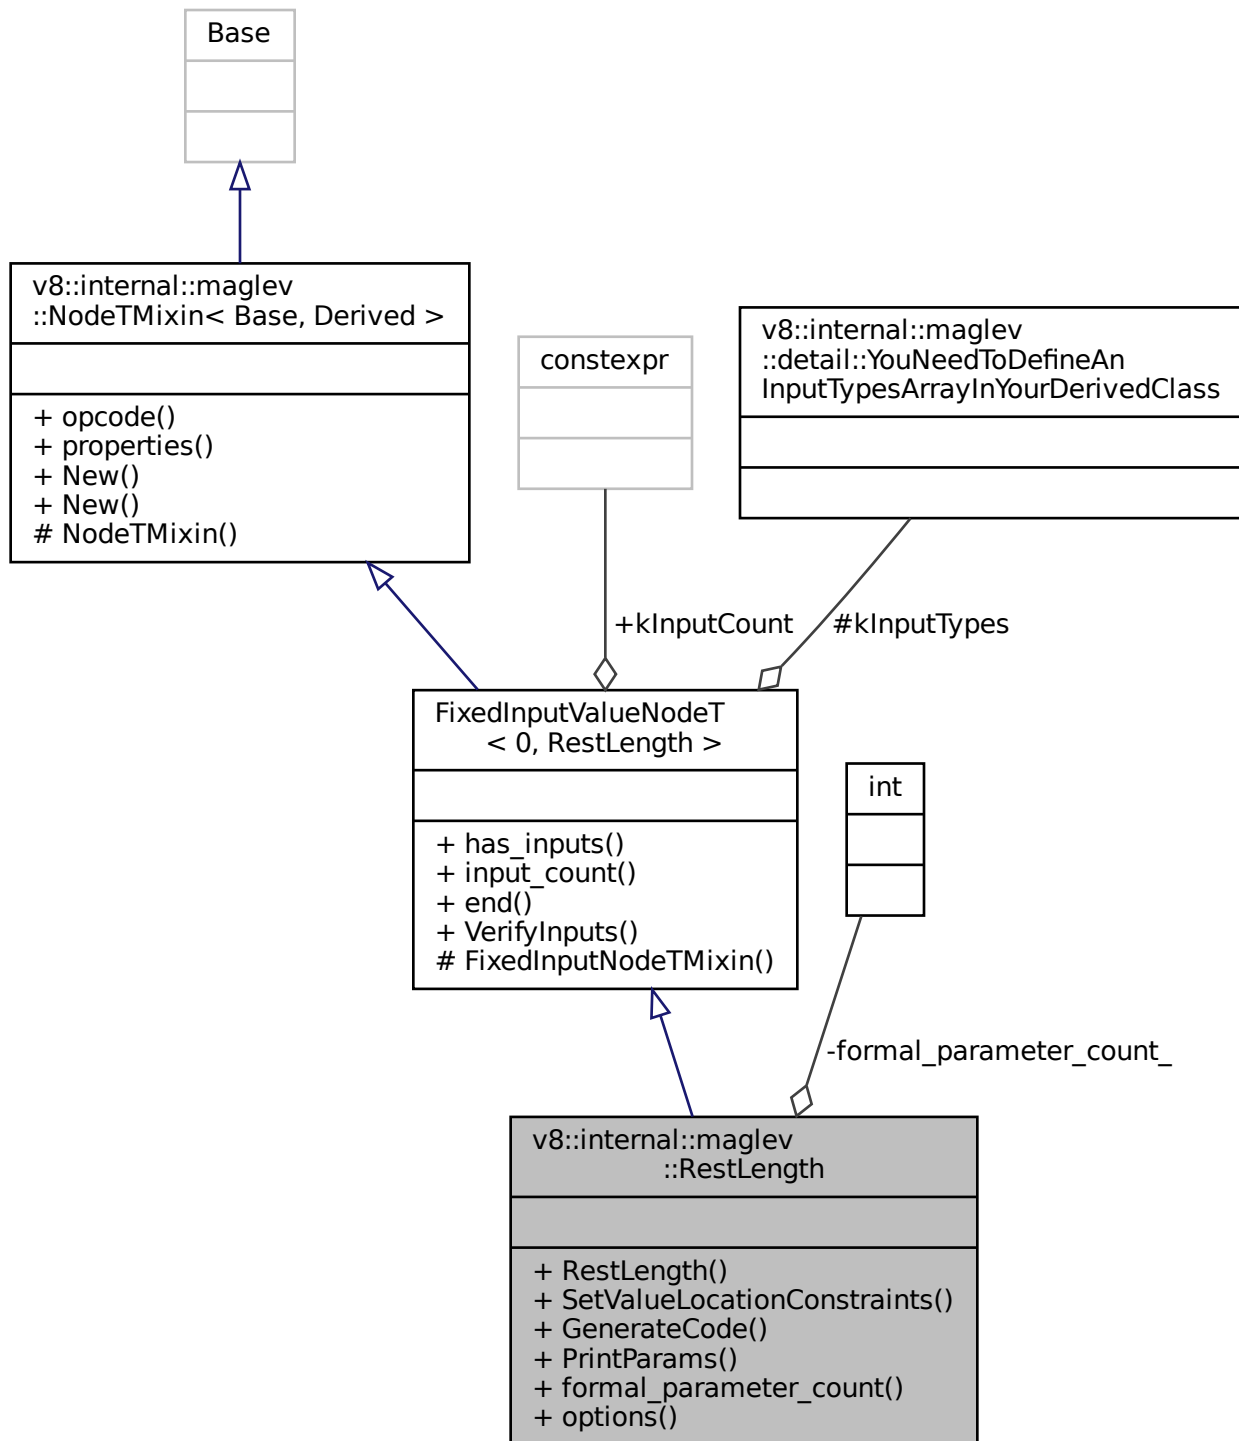 Base
v8::internal::maglev
::NodeTMixin< Base, Derived >
+ opcode()
+ properties()
+ New()
+ New()
# NodeTMixin()
constexpr
v8::internal::maglev
::detail::YouNeedToDefineAn
InputTypesArrayInYourDerivedClass
+kInputCount
#kInputTypes
FixedInputValueNodeT
< 0, RestLength >
+ has_inputs()
+ input_count()
+ end()
+ VerifyInputs()
# FixedInputNodeTMixin()
int
-formal_parameter_count_
v8::internal::maglev
::RestLength
+ RestLength()
+ SetValueLocationConstraints()
+ GenerateCode()
+ PrintParams()
+ formal_parameter_count()
+ options()